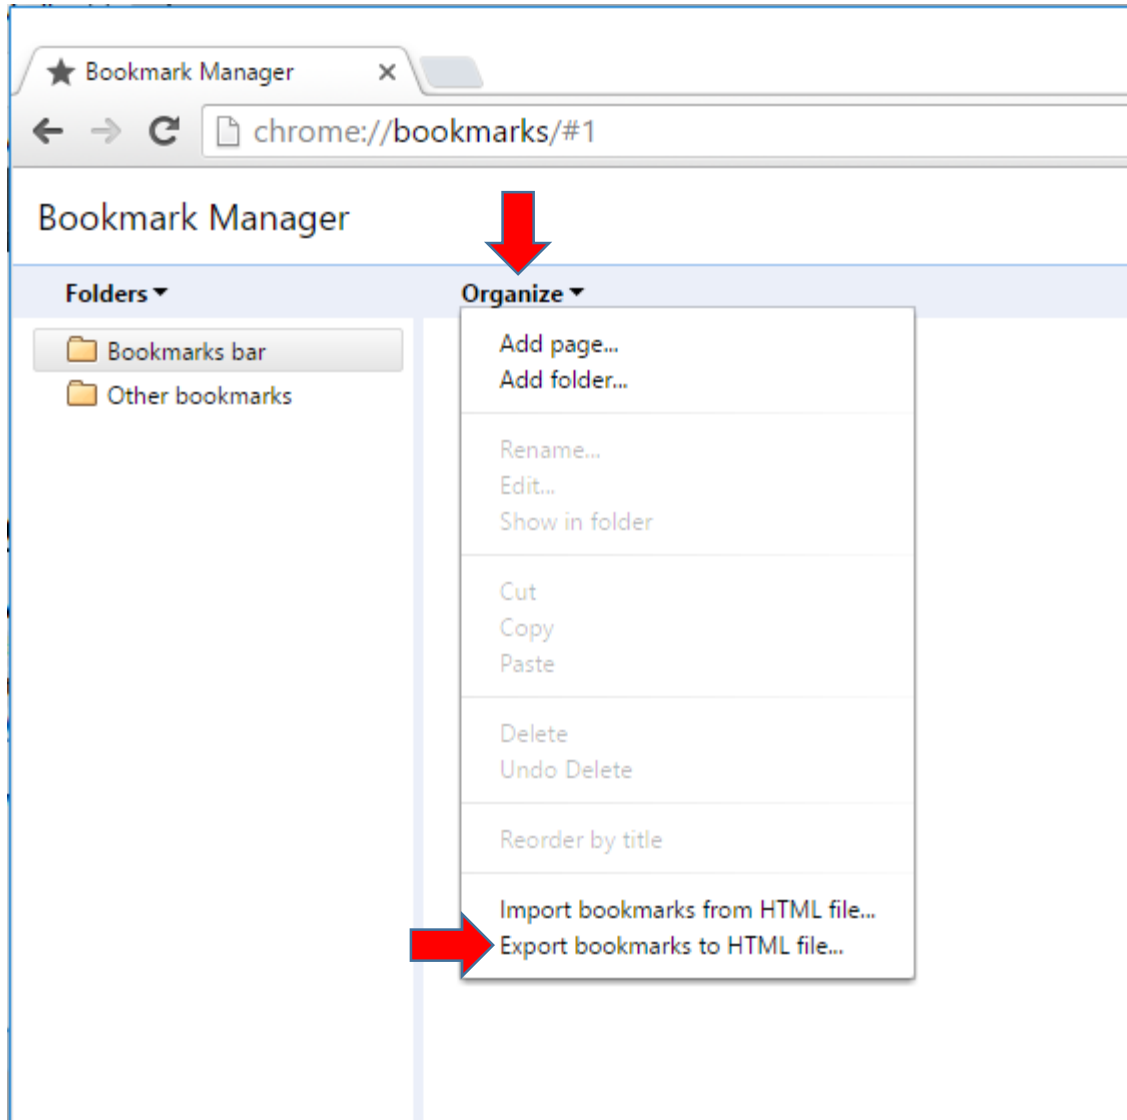 Bookmark Manager
chrome://bookmarks/#1
Bookmark Manager
Folders
Organize
Bookmarks bar
Other bookmarks
Add page...
Add folder...
Rename...
Edit...
Show in folder
Cut
Copy
Paste
Delete
Undo Delete
Reorder by title
Import bookmarks from HTML file...
Export bookmarks to HTML file...